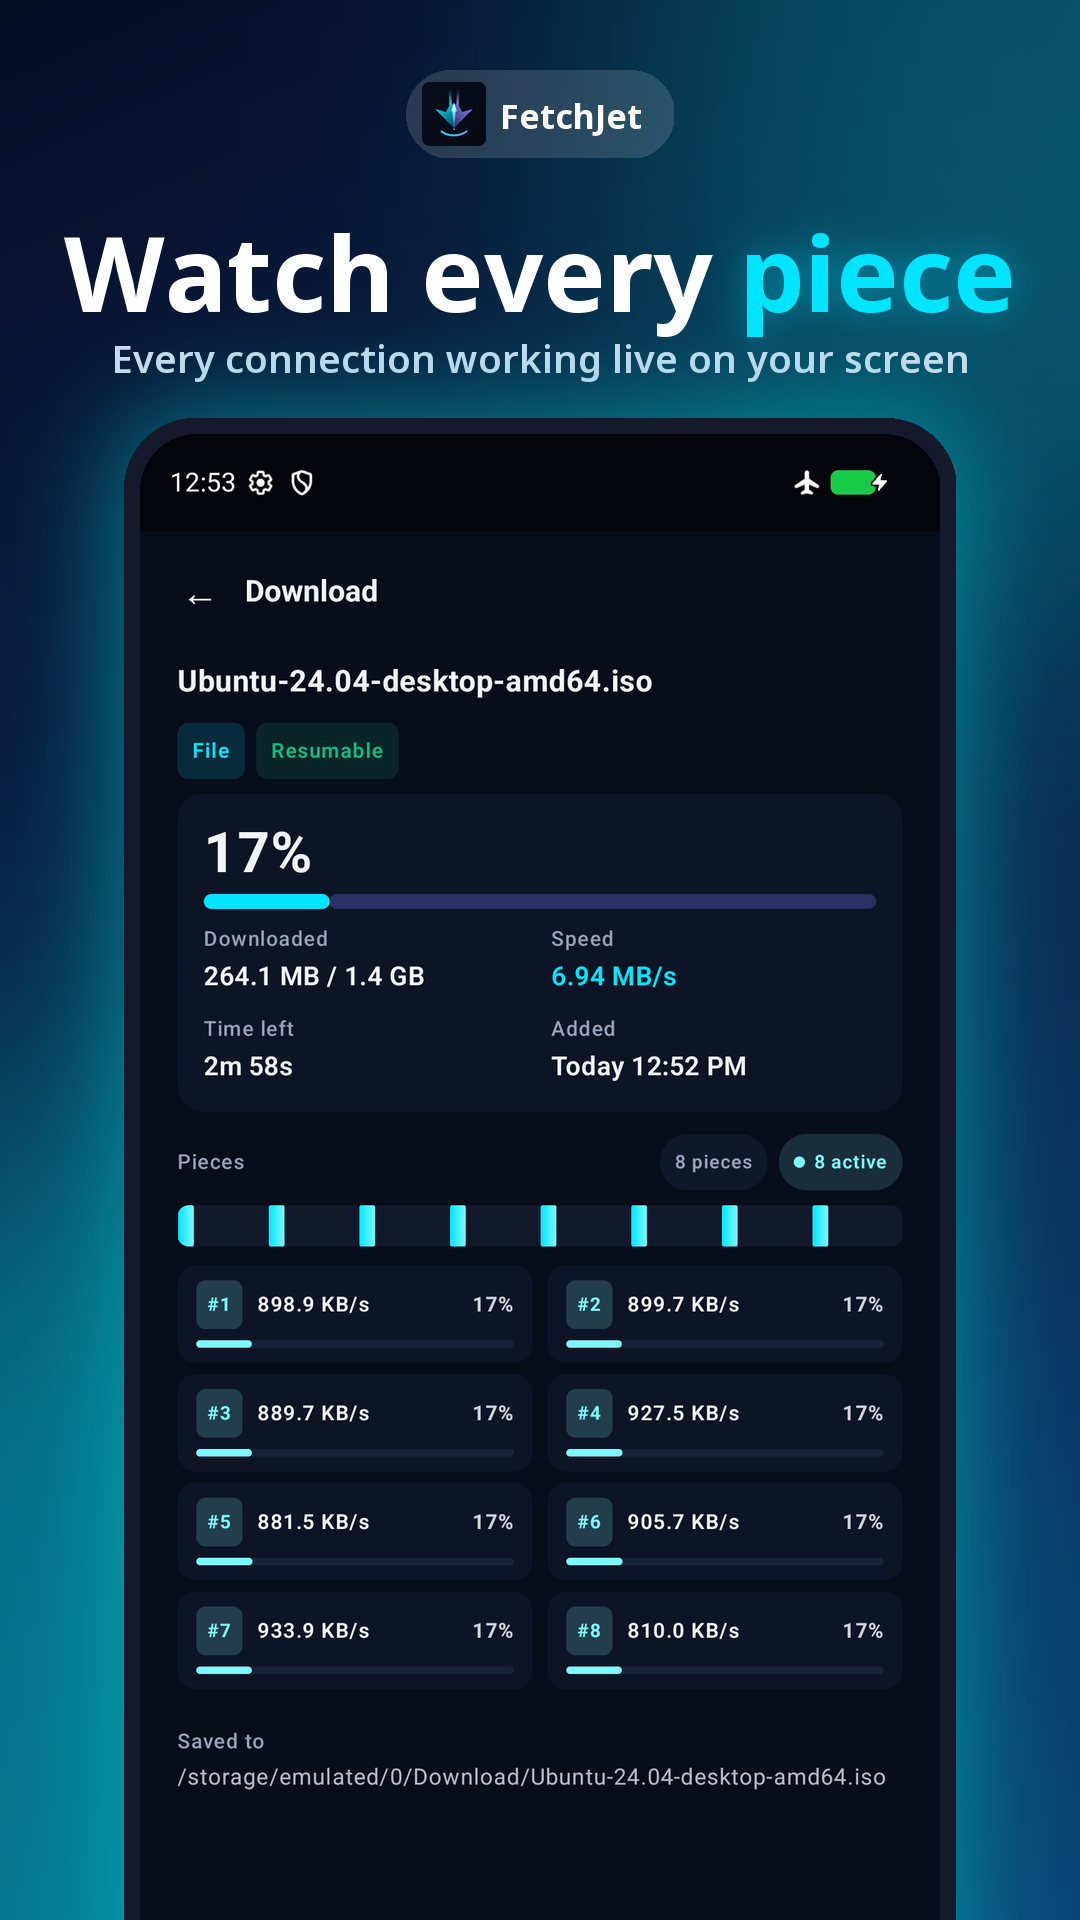 FetchJet
Watch every piece
Every connection working live on your screen
12:53
← Download
Ubuntu-24.04-desktop-amd64.iso
File Resumable
17%
Downloaded Speed
264.1 MB / 1.4 GB 6.94 MB/s
Time left Added
2m 58s Today 12:52 PM
Pieces 8 pieces 8 active
#1 898.9 KB/s 17% #2 899.7 KB/s 17%
#3 889.7 KB/s 17% #4 927.5 KB/s 17%
#5 881.5 KB/s 17% #6 905.7 KB/s 17%
#7 933.9 KB/s 17% #8 810.0 KB/s 17%
Saved to
/storage/emulated/0/Download/Ubuntu-24.04-desktop-amd64.iso